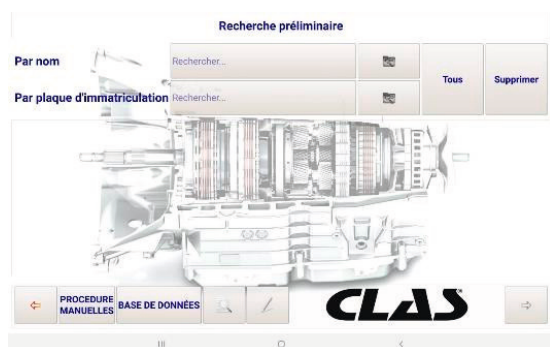 Recherche préliminaire
Par nom
Rechercher...
Tous
Supprimer
Par plaque d'immatriculation
Rechercher...
PROCEDURE MANUELLES
BASE DE DONNÉES
CLAS